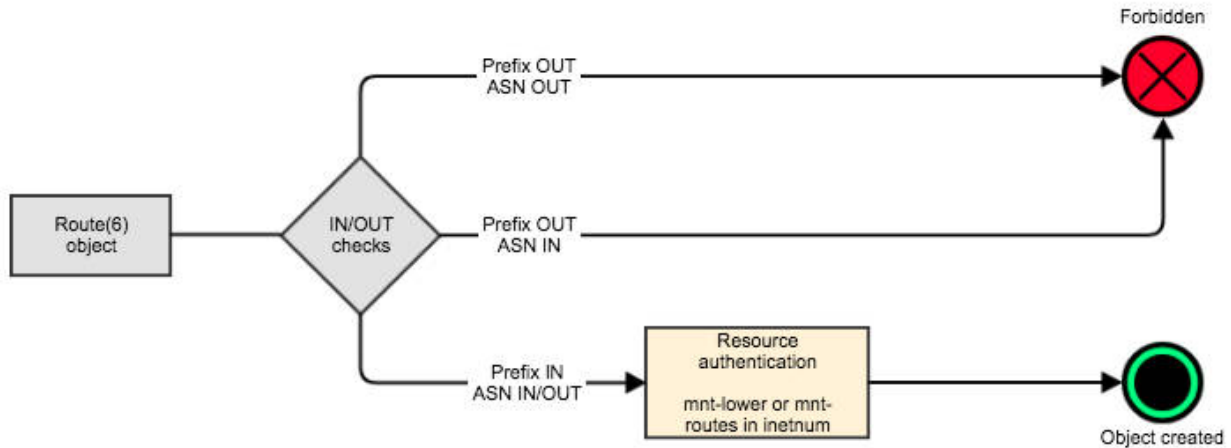 Forbidden
Prefix OUT
ASN OUT
Route(6)
object
IN/OUT
checks
Prefix OUT
ASN IN
Prefix IN
ASN IN/OUT
Resource
authentication
mnt-lower or mnt-
routes in inetnum
Object created